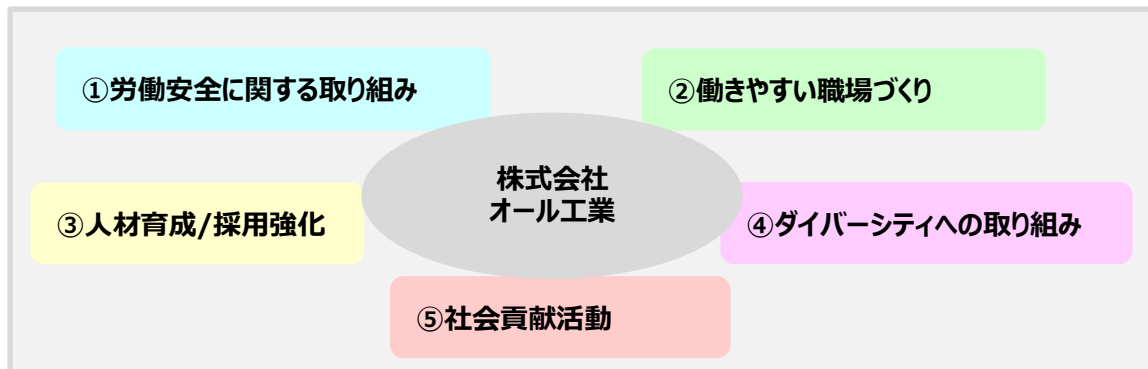 ①労働安全に関する取り組み
②働きやすい職場づくり
株式会社
オール工業
③人材育成/採用強化
④ダイバーシティへの取り組み
⑤社会貢献活動